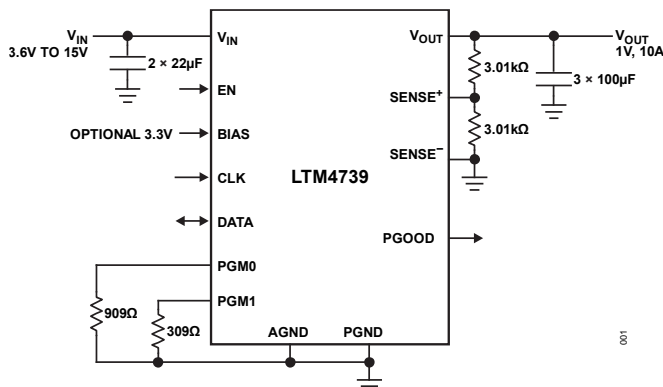 VIN
3.6V TO 15V
2 × 22µF
VIN
EN
OPTIONAL 3.3V
BIAS
CLK
DATA
PGM0
PGM1
909Ω
309Ω
LTM4739
AGND
PGND
VOUT
SENSE+
SENSE−
PGOOD
3.01kΩ
3.01kΩ
3 × 100µF
VOUT
1V, 10A
001